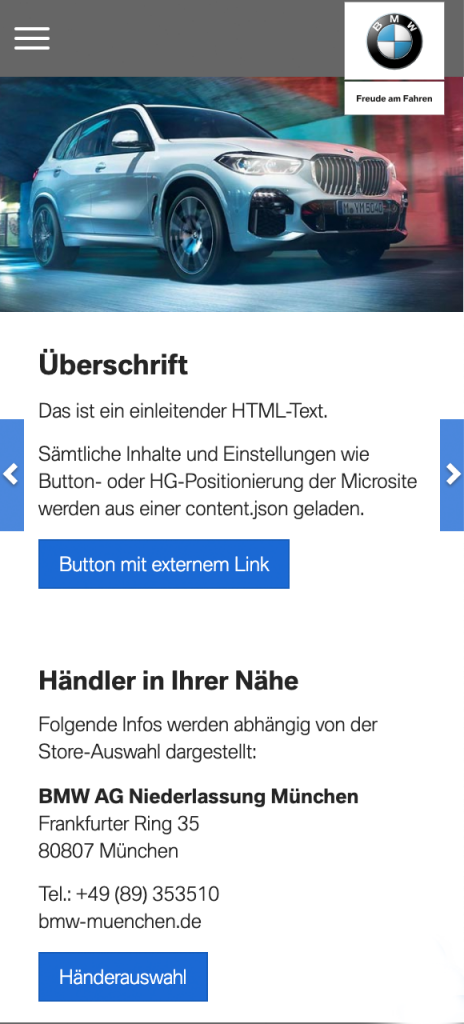 BMW
Freude am Fahren
Überschrift
Das ist ein einleitender HTML-Text.
Sämtliche Inhalte und Einstellungen wie
Button- oder HG-Positionierung der Microsite
werden aus einer content.json geladen.
Button mit externem Link
Händler in Ihrer Nähe
Folgende Infos werden abhängig von der
Store-Auswahl dargestellt:
BMW AG Niederlassung München
Frankfurter Ring 35
80807 München
Tel.: +49 (89) 353510
bmw-muenchen.de
Händerauswahl